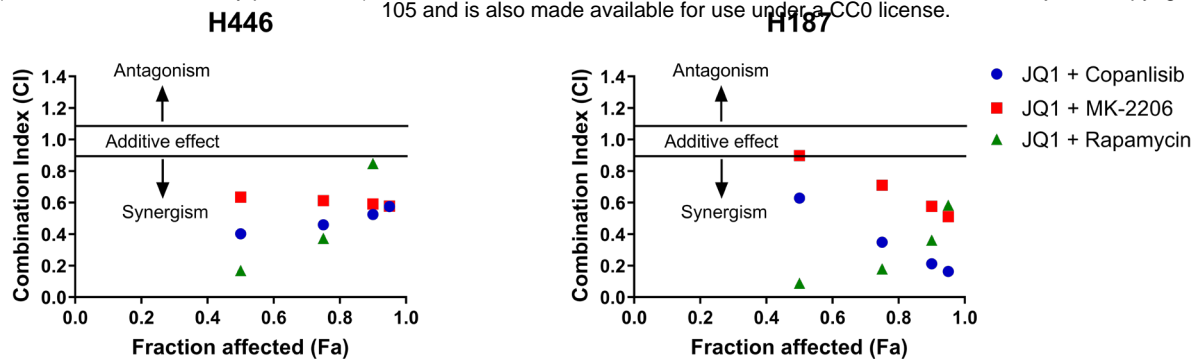 105 and is also made available for use under a CC0 license.
H446
H187
Combination Index (CI)
1.4
1.2
1.0
0.8
0.6
0.4
0.2
0.0
Antagonism
Additive effect
Synergism
0.0 0.2 0.4 0.6 0.8 1.0
Fraction affected (Fa)
Combination Index (CI)
1.4
1.2
1.0
0.8
0.6
0.4
0.2
0.0
Antagonism
Additive effect
Synergism
0.0 0.2 0.4 0.6 0.8 1.0
Fraction affected (Fa)
JQ1 + Copanlisib
JQ1 + MK-2206
JQ1 + Rapamycin